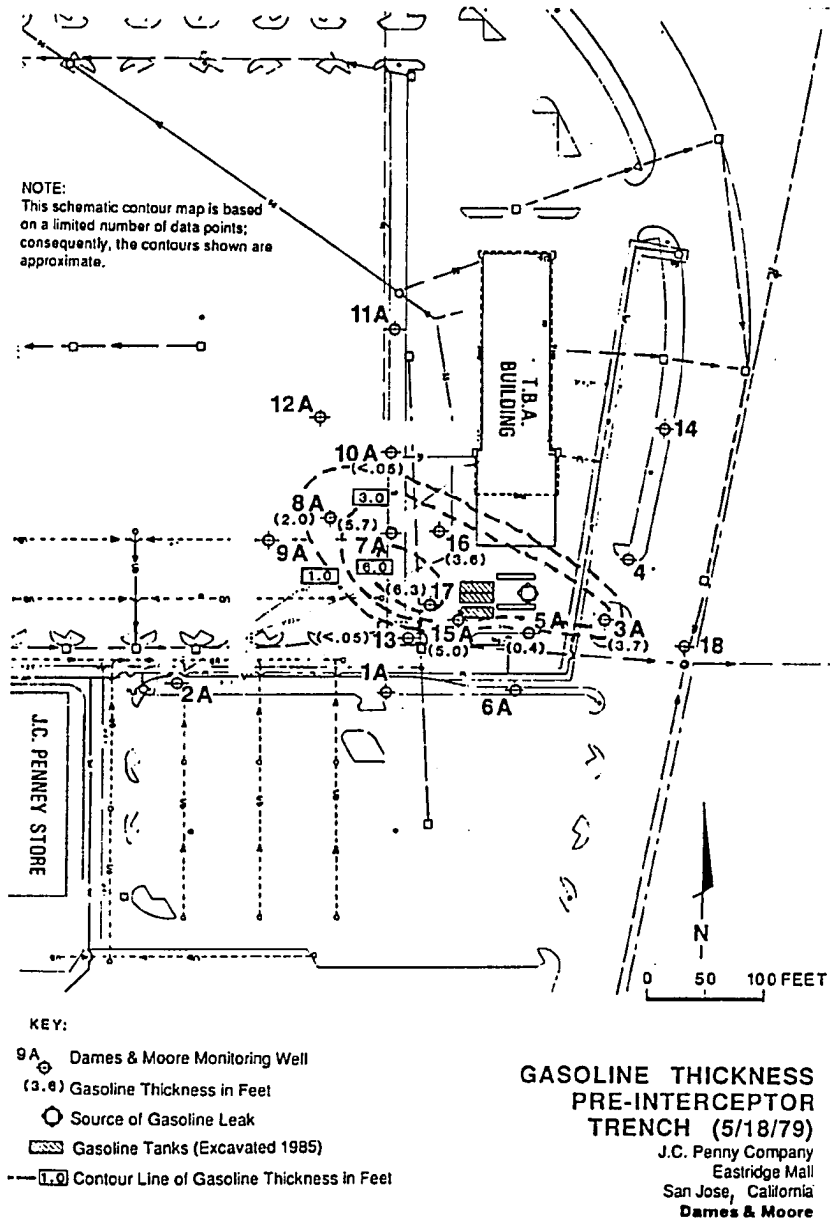 NOTE:
This schematic contour map is based
on a limited number of data points;
consequently, the contours shown are
approximate.
11A
T.B.A.
BUILDING
12A
14
10A
(<.05)
3.0
8A
(2.0)
(5.7)
16
7A
9A
(3.6)
4
6.0
1.0
(6.3)
17
5A
3A
(<.05)
13
15A
(5.0)
(0.4)
(3.7)
18
2A
1A
6A
J.C. PENNEY STORE
N
0 50 100 FEET
KEY:
9A Dames & Moore Monitoring Well
(3.6) Gasoline Thickness in Feet
Source of Gasoline Leak
Gasoline Tanks (Excavated 1985)
1.0 Contour Line of Gasoline Thickness in Feet
GASOLINE THICKNESS
PRE-INTERCEPTOR
TRENCH (5/18/79)
J.C. Penny Company
Eastridge Mall
San Jose, California
Dames & Moore